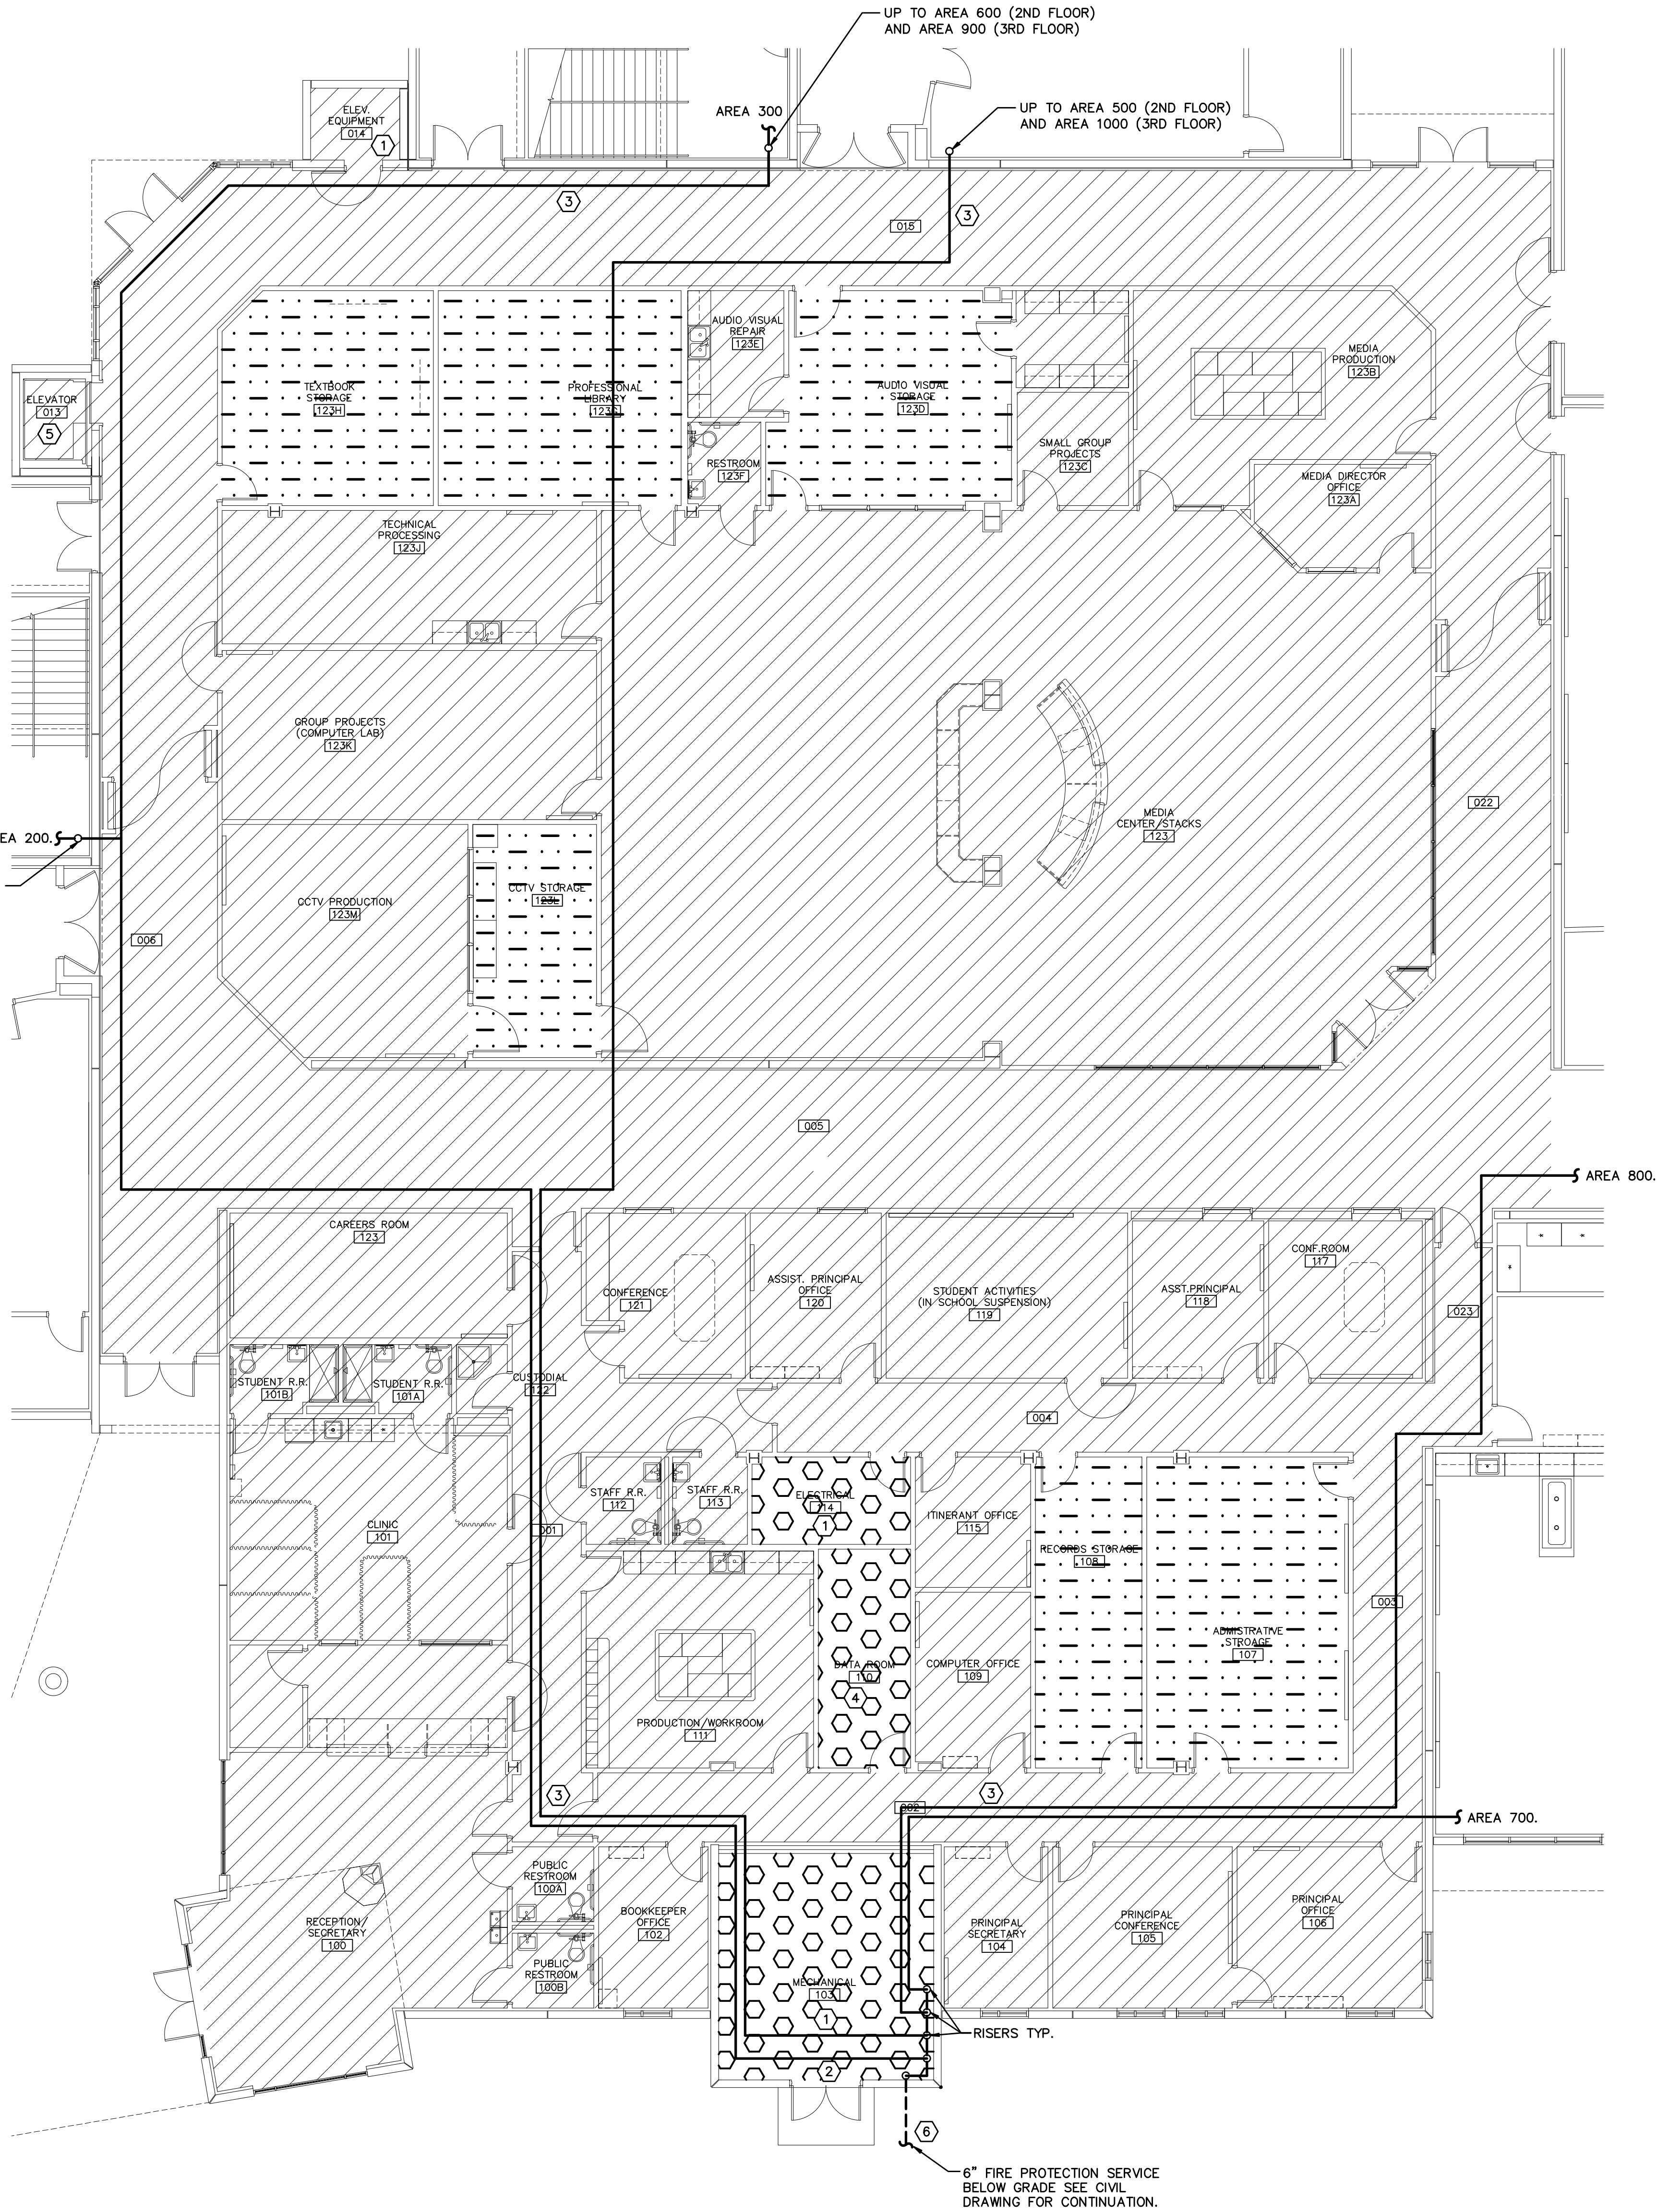 UP TO AREA 600 (2ND FLOOR)
AND AREA 900 (3RD FLOOR)
AREA 300
UP TO AREA 500 (2ND FLOOR)
AND AREA 1000 (3RD FLOOR)
ELEV.
EQUIPMENT
014
1
3
3
015
ELEVATOR
013
5
TEXTBOOK
STORAGE
123H
PROFESSIONAL
LIBRARY
123G
AUDIO VISUAL
REPAIR
123E
AUDIO VISUAL
STORAGE
123D
MEDIA
PRODUCTION
123B
SMALL GROUP
PROJECTS
123C
RESTROOM
123F
MEDIA DIRECTOR
OFFICE
123A
TECHNICAL
PROCESSING
123J
GROUP PROJECTS
(COMPUTER LAB)
123K
022
MEDIA
CENTER/STACKS
123
EA 200.
CCTV PRODUCTION
123M
CCTV STORAGE
123L
006
005
AREA 800.
CAREERS ROOM
123
CONFERENCE
121
ASSIST. PRINCIPAL
OFFICE
120
STUDENT ACTIVITIES
(IN SCHOOL SUSPENSION)
119
ASST.PRINCIPAL
118
CONF.ROOM
117
023
STUDENT R.R.
101B
STUDENT R.R.
101A
CUSTODIAL
122
004
STAFF R.R.
112
STAFF R.R.
113
ELECTRICAL
114
1
ITINERANT OFFICE
115
CLINIC
101
001
RECORDS STORAGE
108
003
ADMISTRATIVE
STROAGE
107
DATA ROOM
110
4
COMPUTER OFFICE
109
PRODUCTION/WORKROOM
111
3
3
002
AREA 700.
PUBLIC
RESTROOM
100A
BOOKKEEPER
OFFICE
102
RECEPTION/
SECRETARY
100
PUBLIC
RESTROOM
100B
MECHANICAL
103
1
2
PRINCIPAL
SECRETARY
104
PRINCIPAL
CONFERENCE
105
PRINCIPAL
OFFICE
106
RISERS TYP.
6
6" FIRE PROTECTION SERVICE
BELOW GRADE SEE CIVIL
DRAWING FOR CONTINUATION.